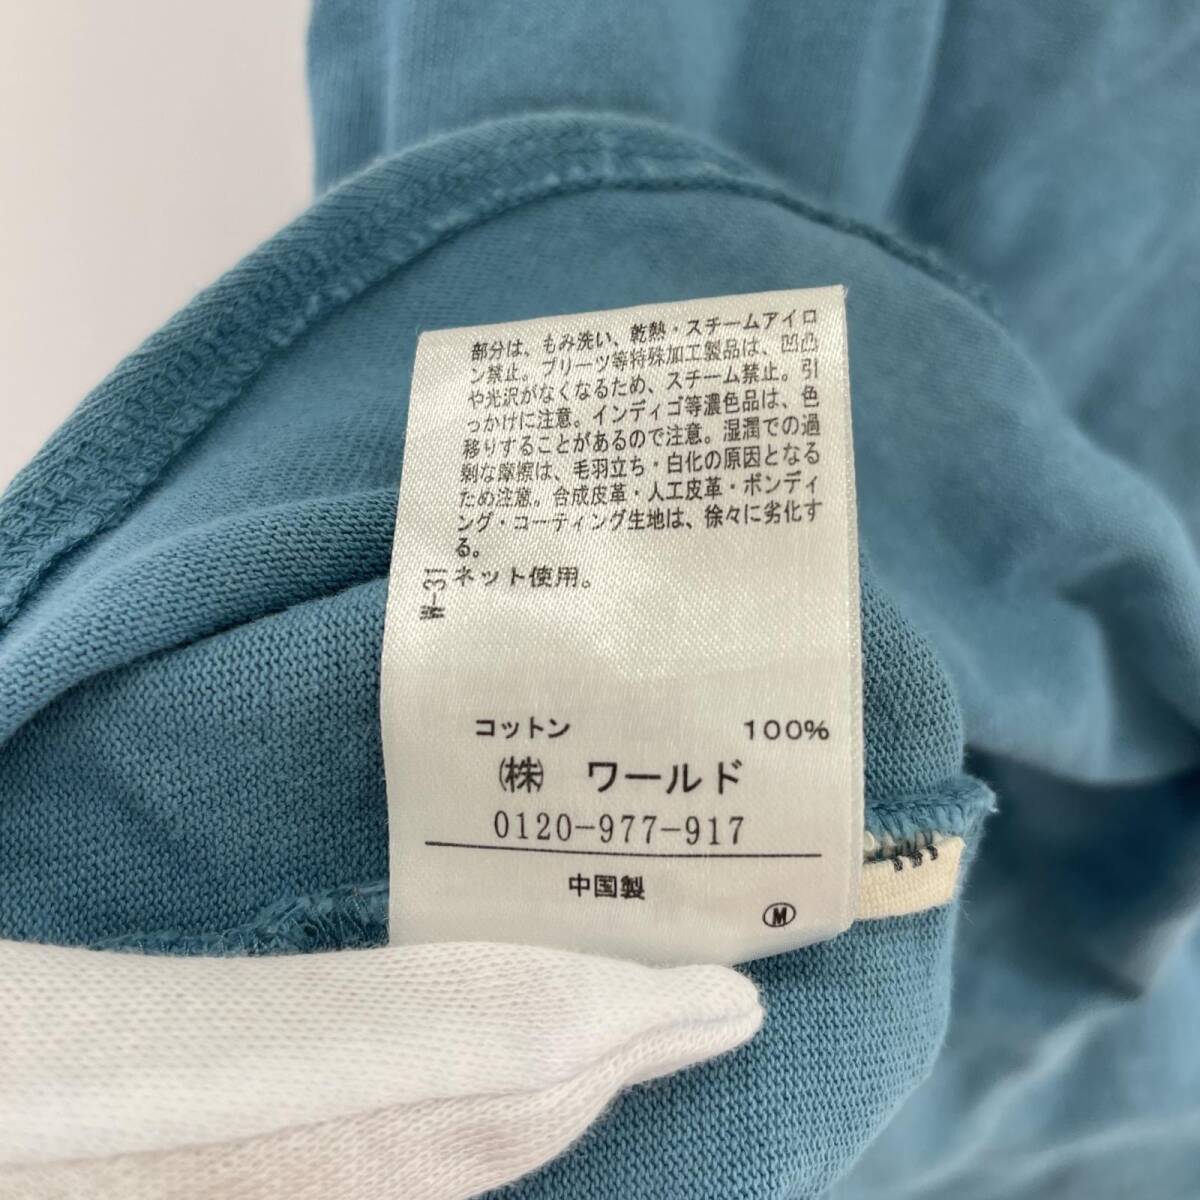 部分は、もみ洗い、乾熱・スチームアイロ
ン禁止。プリーツ等特殊加工製品は、凹凸
や光沢がなくなるため、スチーム禁止。引
っかけに注意。インディゴ等濃色品は、色
移りすることがあるので注意。湿潤での過
剰な摩擦は、毛羽立ち・白化の原因となる
ため注意。合成皮革・人工皮革・ボンディ
ング・コーティング生地は、徐々に劣化す
る。
ネット使用。
W-31
コットン 100%
㈱ ワールド
0120-977-917
中国製
Ⓜ